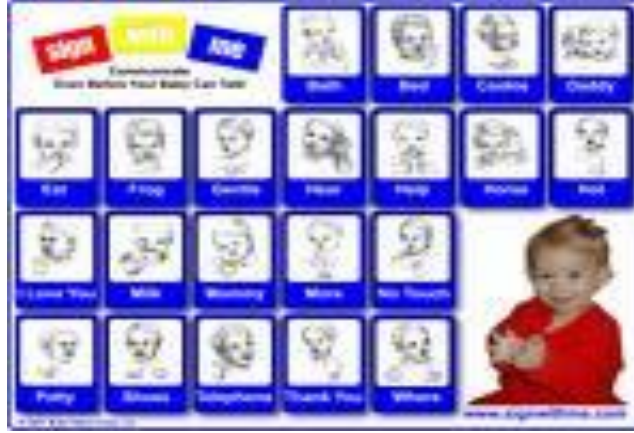 sign with me
Communicate
Even Before Your Baby Can Talk
Bath Bed Cookie Daddy
Eat Frog Gentle Hear Help Horse Hot
I Love You Milk Mommy More No Touch
Potty Shoes Telephone Thank You Where
www.signwithme.com